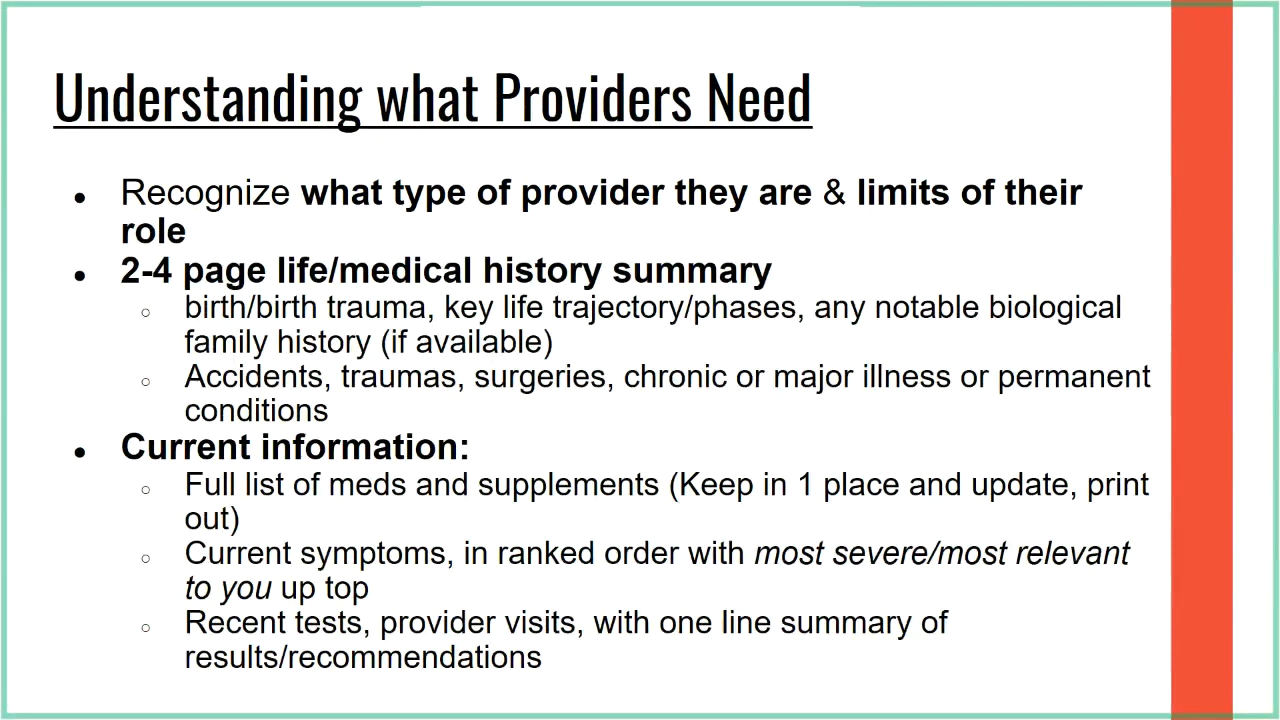 Understanding what Providers Need
● Recognize what type of provider they are & limits of their
role
● 2-4 page life/medical history summary
○ birth/birth trauma, key life trajectory/phases, any notable biological
family history (if available)
○ Accidents, traumas, surgeries, chronic or major illness or permanent
conditions
● Current information:
○ Full list of meds and supplements (Keep in 1 place and update, print
out)
○ Current symptoms, in ranked order with most severe/most relevant
to you up top
○ Recent tests, provider visits, with one line summary of
results/recommendations